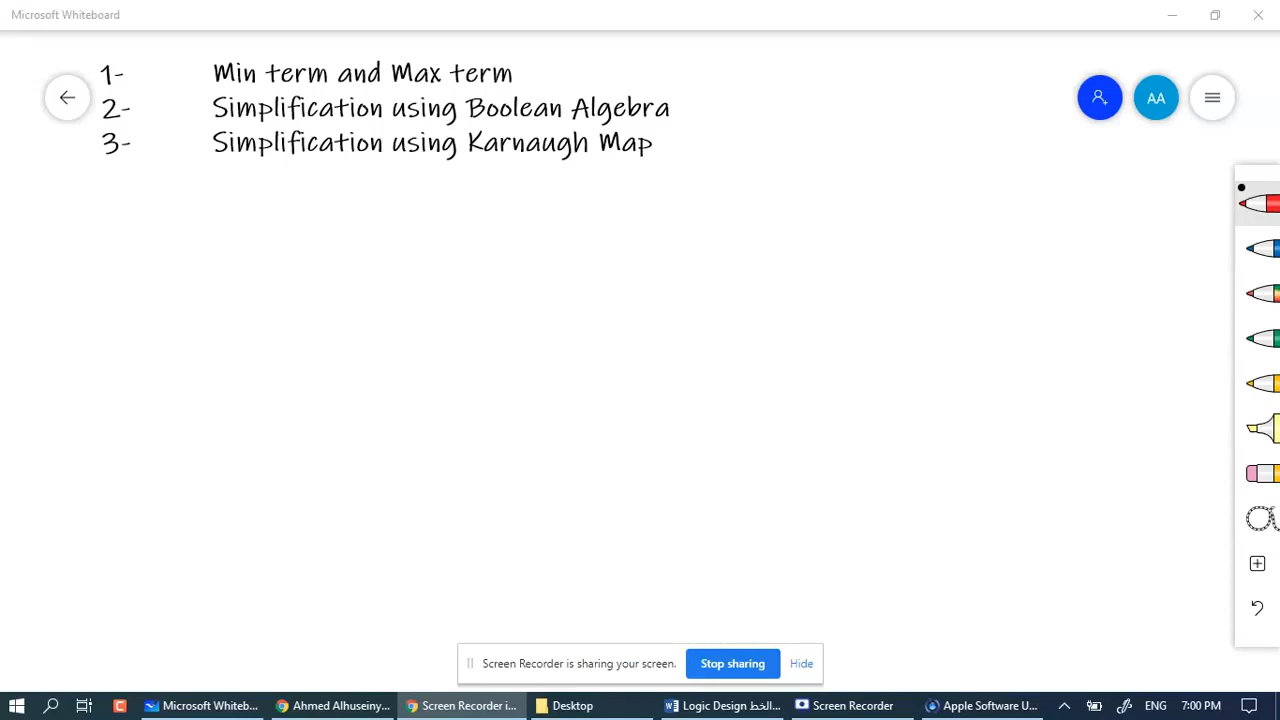 Microsoft Whiteboard
1- Min term and Max term
2- Simplification using Boolean Algebra
3- Simplification using Karnaugh Map
AA
Screen Recorder is sharing your screen. Stop sharing Hide
Microsoft Whiteb... Ahmed Alhuseiny... Screen Recorder i... Desktop Logic Design الخط... Screen Recorder Apple Software U... ENG 7:00 PM